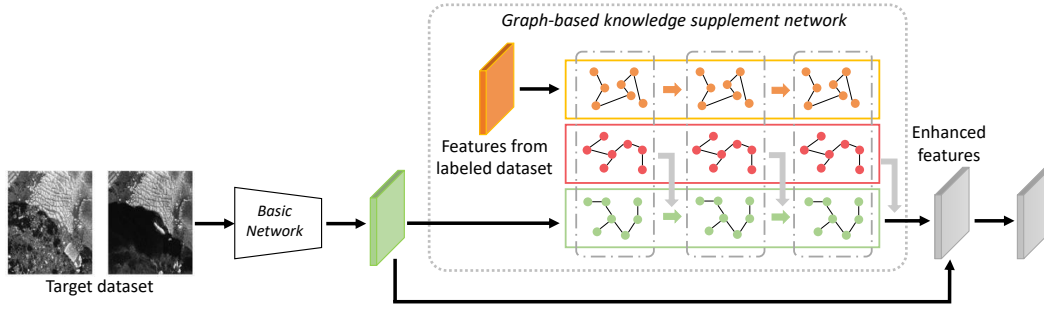 Graph-based knowledge supplement network
Features from
labeled dataset
Enhanced
features
Basic
Network
Target dataset